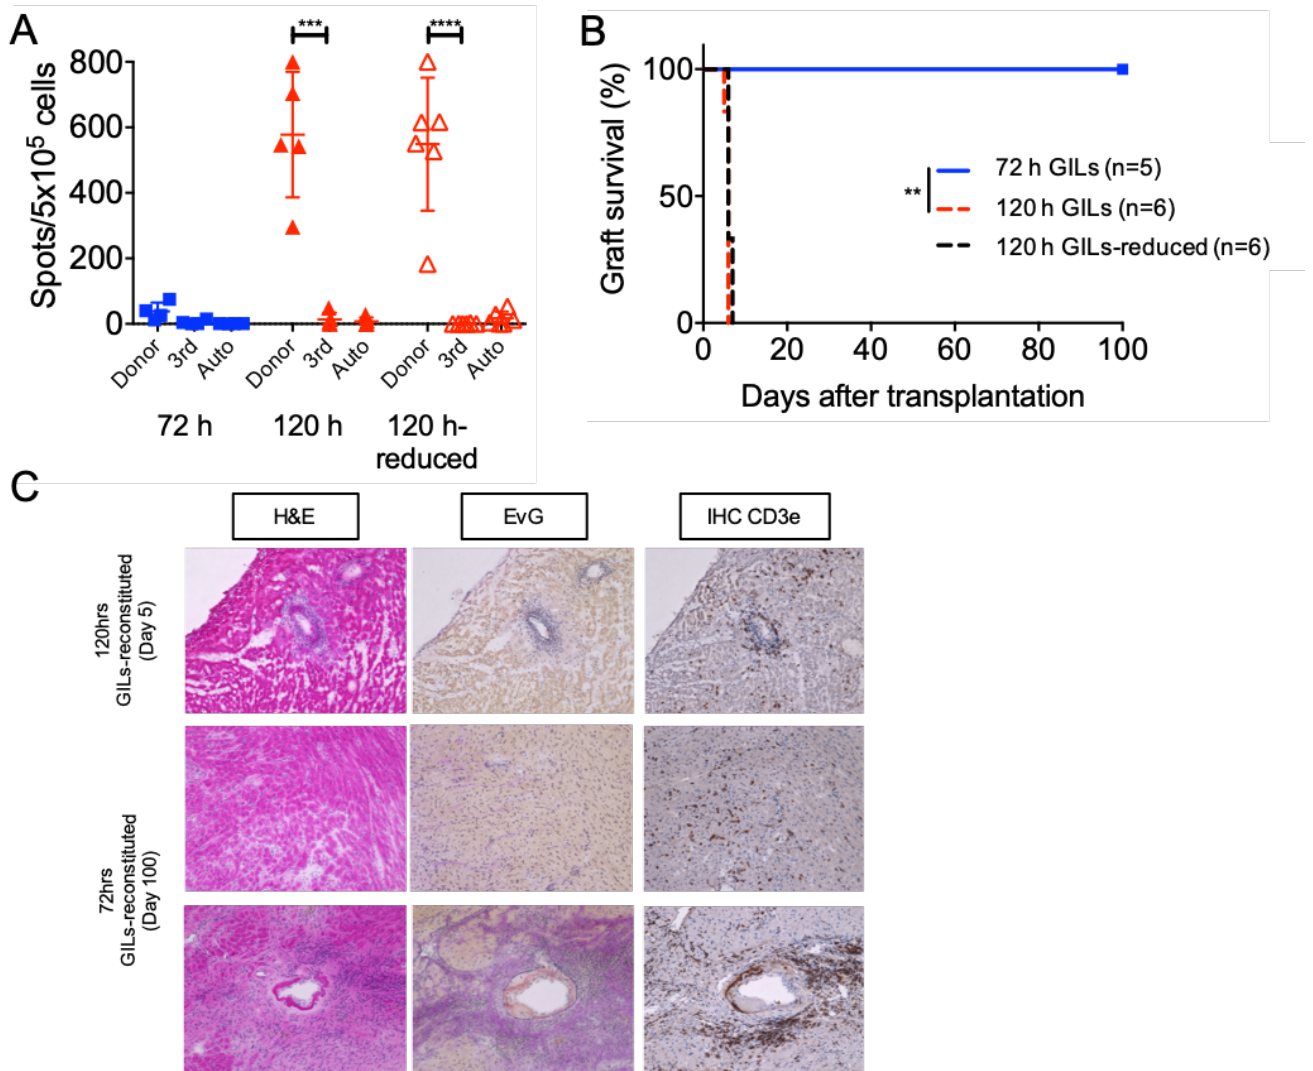 A
Spots/5x10⁵ cells
800
600
400
200
0
***
****
Donor
3rd
Auto
Donor
3rd
Auto
Donor
3rd
Auto
72 h
120 h
120 h-
reduced
B
Graft survival (%)
100
50
0
0
20
40
60
80
100
Days after transplantation
**
72 h GILs (n=5)
120 h GILs (n=6)
120 h GILs-reduced (n=6)
C
H&E
EvG
IHC CD3e
120hrs
GILs-reconstituted
(Day 5)
72hrs
GILs-reconstituted
(Day 100)